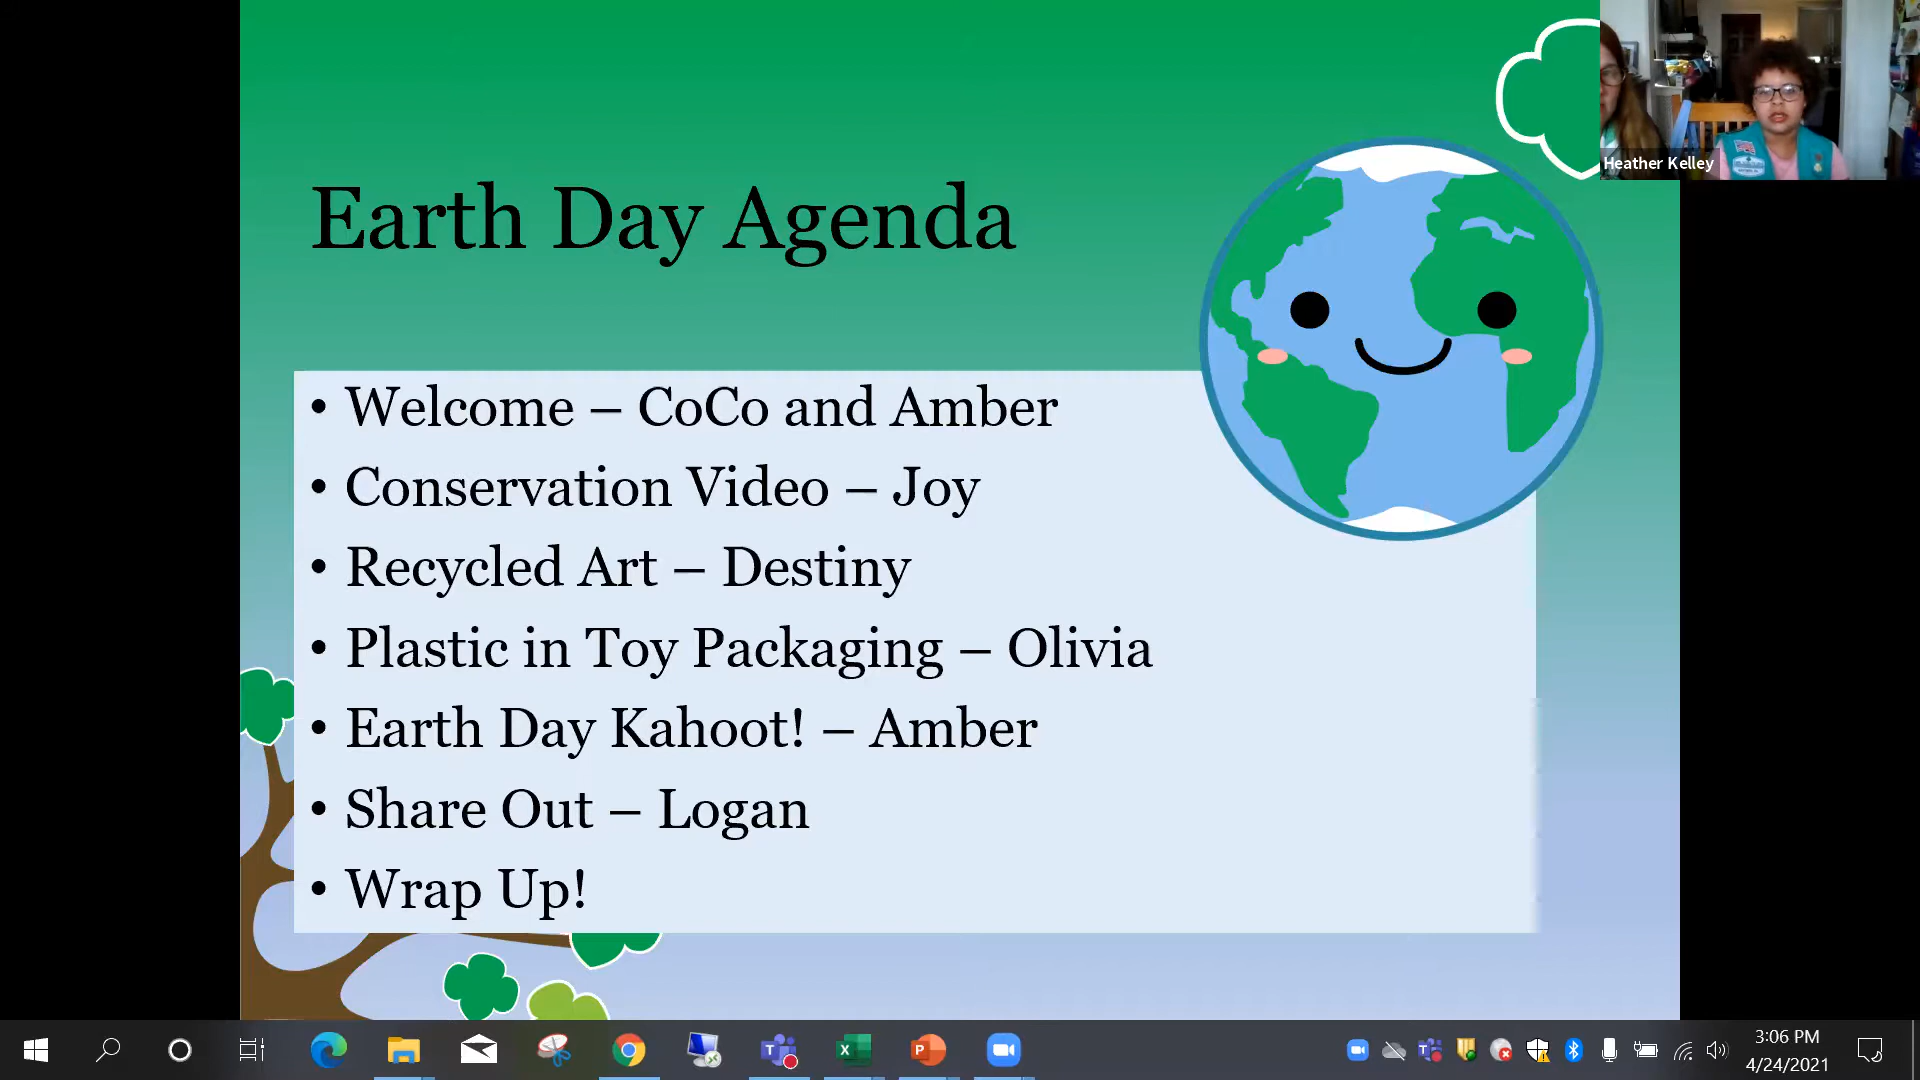 Heather Kelley
Earth Day Agenda
• Welcome – CoCo and Amber
• Conservation Video – Joy
• Recycled Art – Destiny
• Plastic in Toy Packaging – Olivia
• Earth Day Kahoot! – Amber
• Share Out – Logan
• Wrap Up!
3:06 PM
4/24/2021